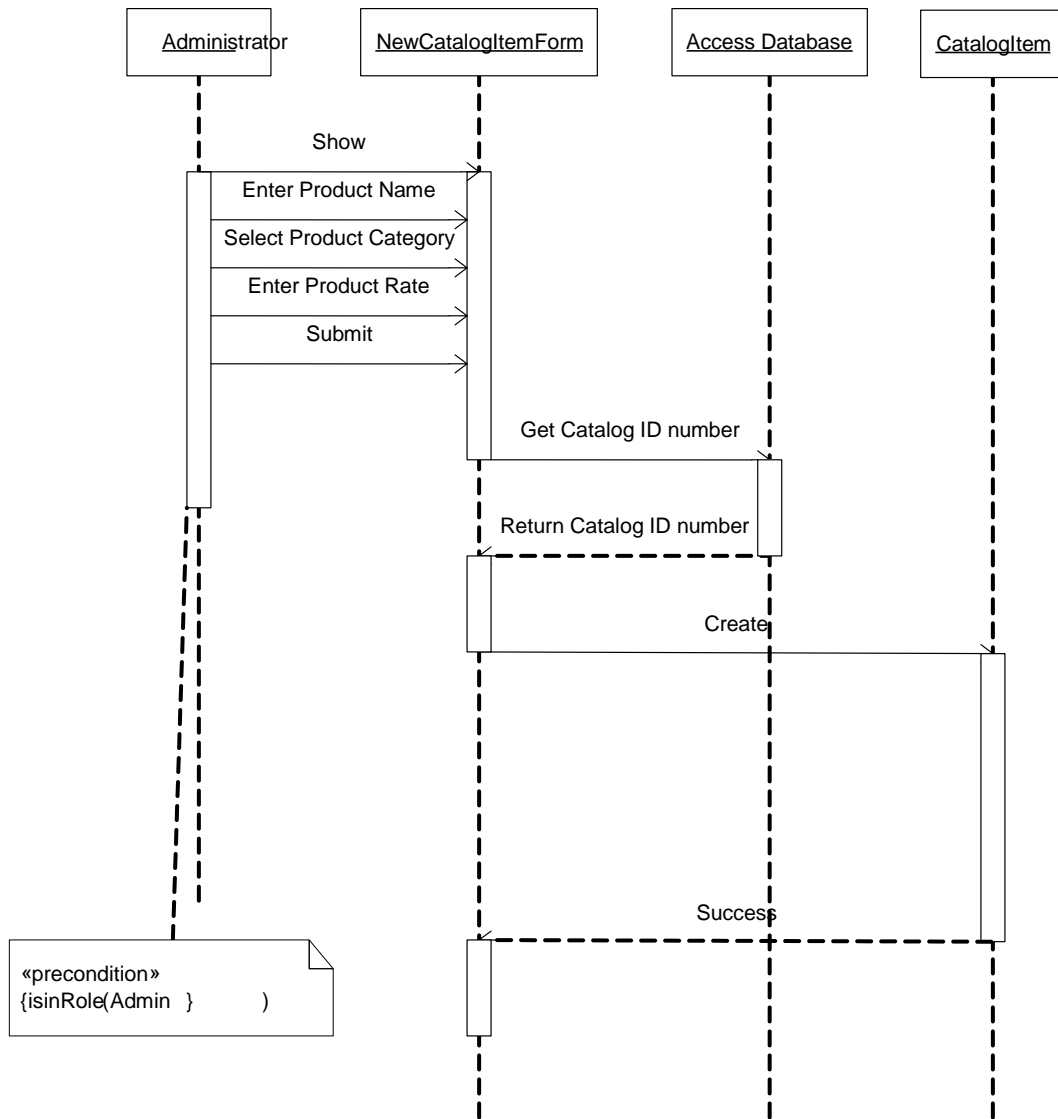 Administrator
NewCatalogItemForm
Access Database
CatalogItem
Show
Enter Product Name
Select Product Category
Enter Product Rate
Submit
Get Catalog ID number
Return Catalog ID number
Create
Success
«precondition»
{isinRole(Admin } )